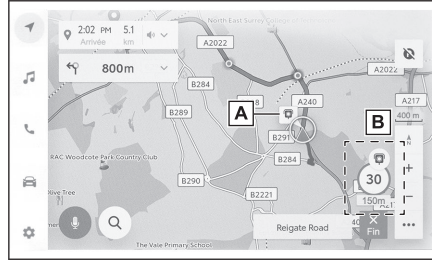 2:02 PM 5.1
Arrivée km
800m
North East Surrey College
A2022
A2022
B284
B289
A
A240
A217
400 m
N
B
B291
B284
RAC Woodcote Park Country Club
B290
B2221
30
150m
Olive Tree
Reigate Road
Fin
The Vale Primary School